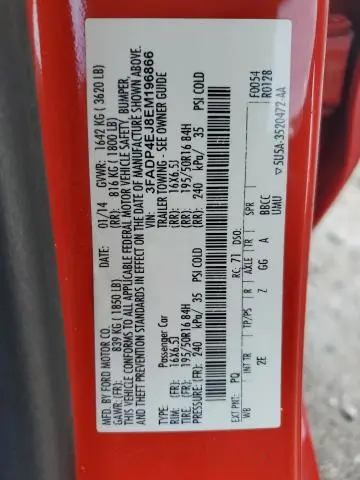 MFD. BY FORD MOTOR CO.
DATE: 01/14 GVWR: 1642 KG ( 3620 LB)
GAWR: (FR): 839 KG ( 1850 LB) (RR): 816 KG ( 1800 LB)
THIS VEHICLE CONFORMS TO ALL APPLICABLE FEDERAL MOTOR VEHICLE SAFETY, BUMPER,
AND THEFT PREVENTION STANDARDS IN EFFECT ON THE DATE OF MANUFACTURE SHOWN ABOVE.
VIN: 3FADP4EJ8EM196866
TYPE: Passenger Car TRAILER TOWING- SEE OWNER GUIDE
RIM: (FR): 16X6.5J (RR): 16X6.5J
TIRE: (FR): 195/50R16 84H (RR): 195/50R16 84H
PRESSURE:(FR): 240 kPa/ 35 PSI COLD (RR): 240 kPa/ 35 PSI COLD
EXT PNT: PQ RC: 71 DSO: F0054
R0128
WB INT TR TP/PS R AXLE TR SPR
2E Z GG A BBCC
UAAU
▽ 5U5A-3520472-AA